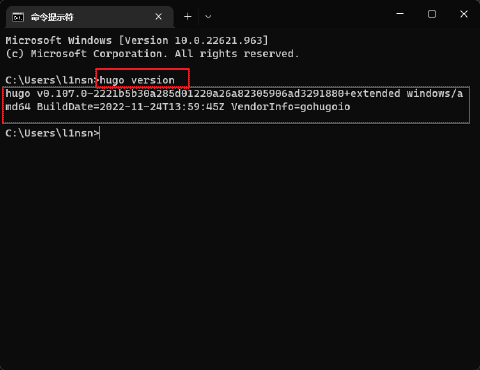 命令提示符
Microsoft Windows [Version 10.0.22621.963]
(c) Microsoft Corporation. All rights reserved.
C:\Users\l1nsn>hugo version
hugo v0.107.0-2221b5b30a285d01220a26a82305906ad3291880+extended windows/a
md64 BuildDate=2022-11-24T13:59:45Z VendorInfo=gohugoio
C:\Users\l1nsn>